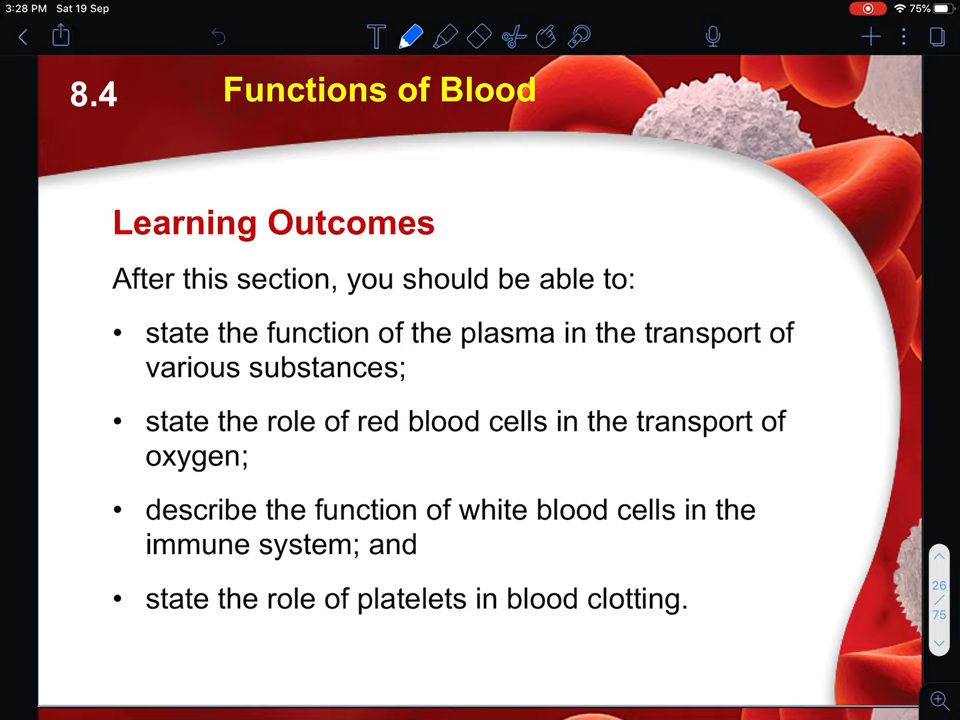 3:28 PM Sat 19 Sep
75%
8.4
Functions of Blood
Learning Outcomes
After this section, you should be able to:
• state the function of the plasma in the transport of
various substances;
• state the role of red blood cells in the transport of
oxygen;
• describe the function of white blood cells in the
immune system; and
• state the role of platelets in blood clotting.
26
/
75